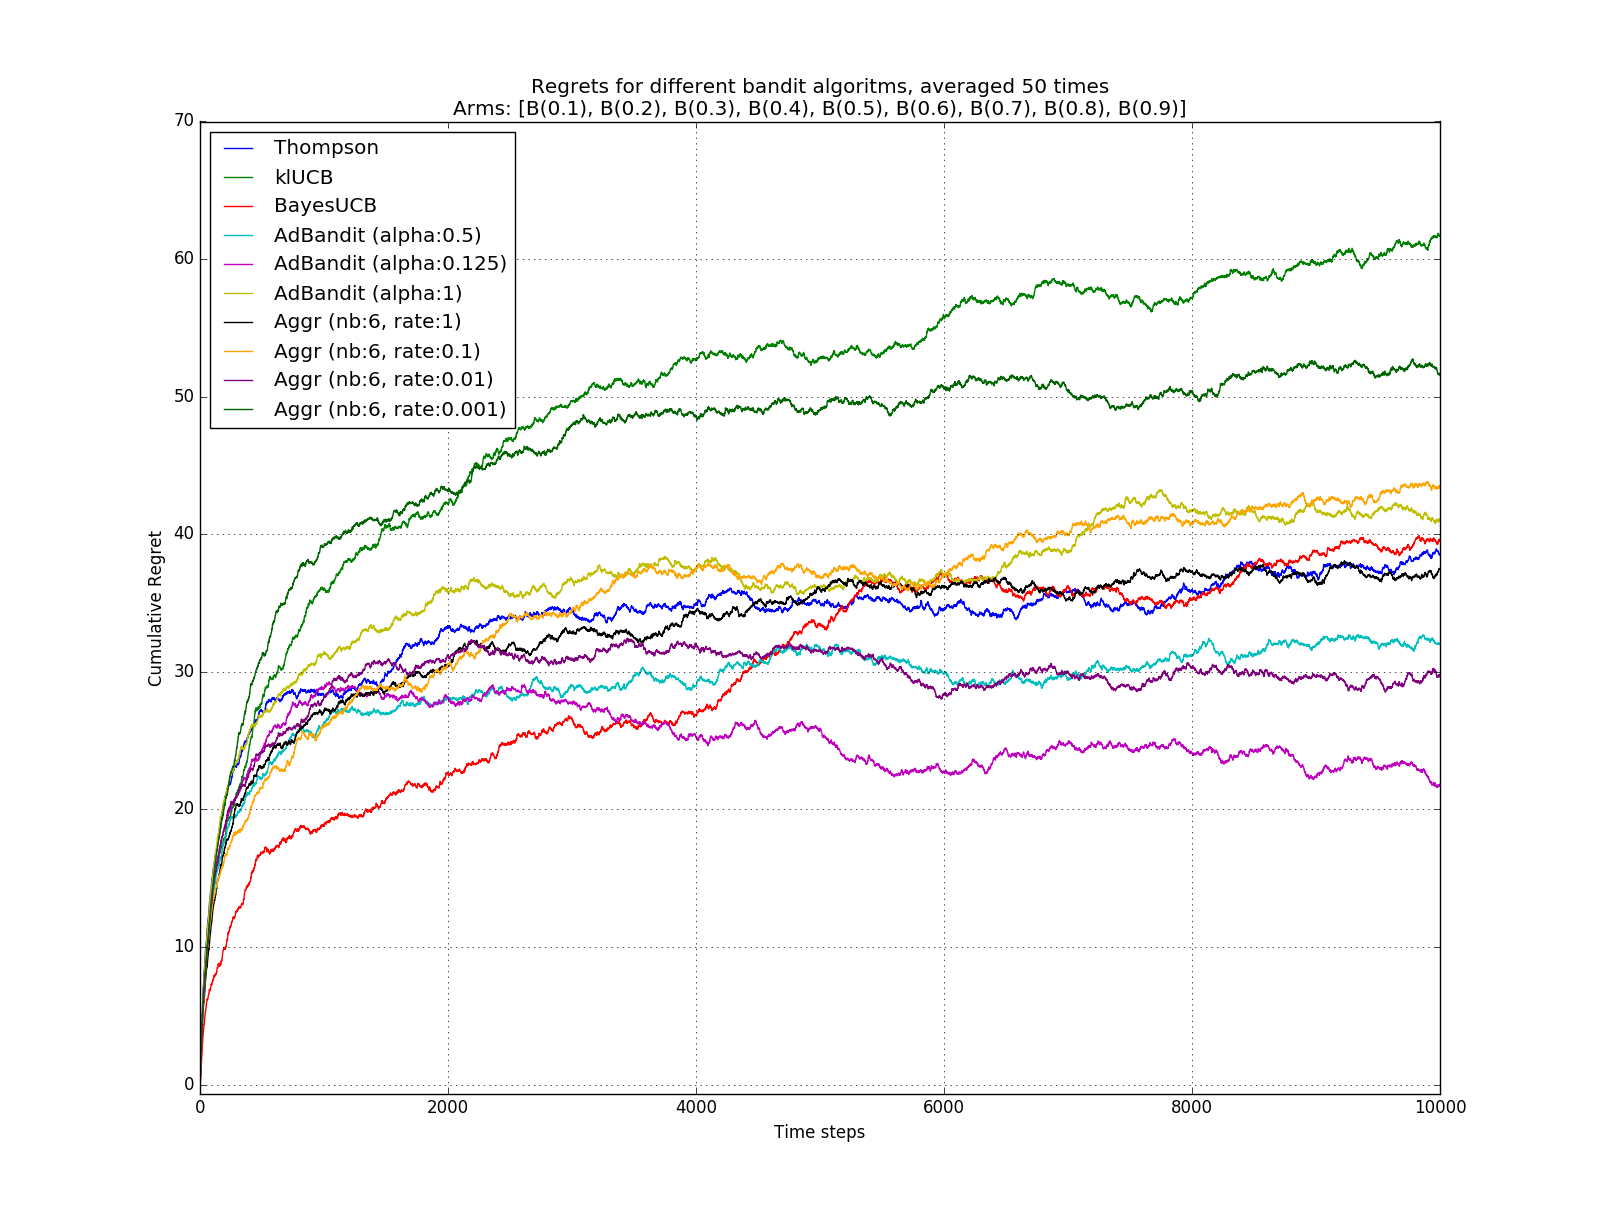 Regrets for different bandit algoritms, averaged 50 times
Arms: [B(0.1), B(0.2), B(0.3), B(0.4), B(0.5), B(0.6), B(0.7), B(0.8), B(0.9)]
70
60
50
40
30
20
10
0
Cumulative Regret
Thompson
klUCB
BayesUCB
AdBandit (alpha:0.5)
AdBandit (alpha:0.125)
AdBandit (alpha:1)
Aggr (nb:6, rate:1)
Aggr (nb:6, rate:0.1)
Aggr (nb:6, rate:0.01)
Aggr (nb:6, rate:0.001)
0 2000 4000 6000 8000 10000
Time steps